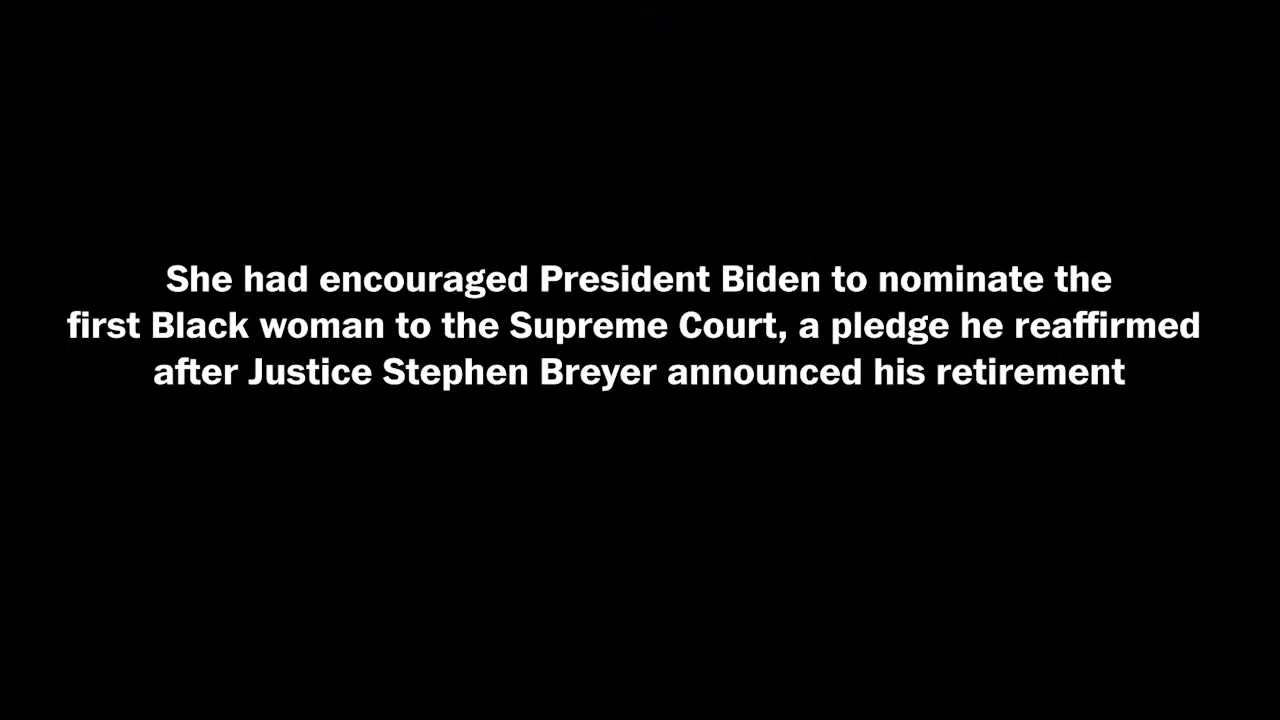 She had encouraged President Biden to nominate the
first Black woman to the Supreme Court, a pledge he reaffirmed
after Justice Stephen Breyer announced his retirement